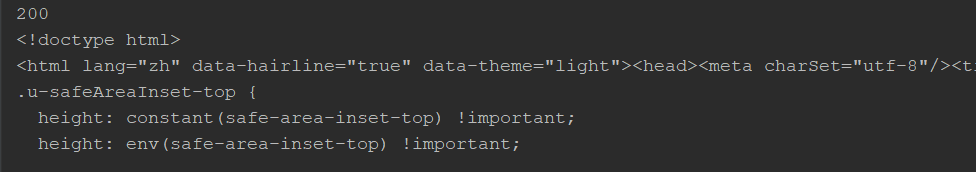 200
<!doctype html>
<html lang="zh" data-hairline="true" data-theme="light"><head><meta charSet="utf-8"/><ti
.u-safeAreaInset-top {
  height: constant(safe-area-inset-top) !important;
  height: env(safe-area-inset-top) !important;